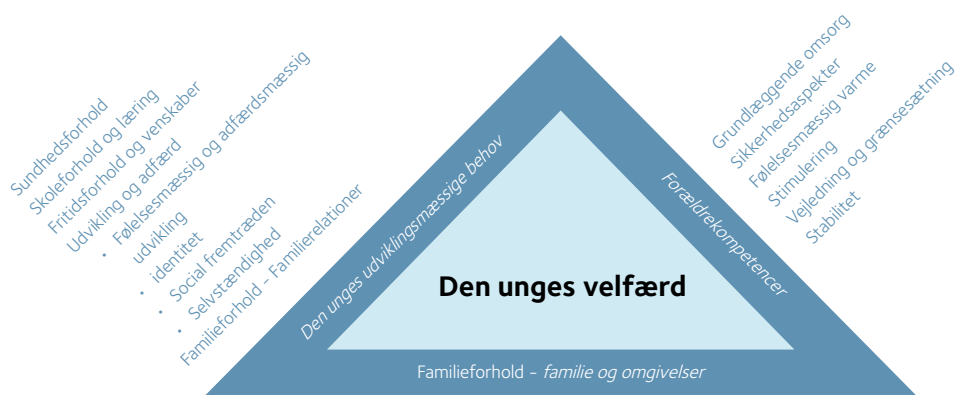 Sundhedsforhold
Skoleforhold og læring
Fritidsforhold og venskaber
Udvikling og adfærd
• Følelsesmæssig og adfærdsmæssig
udvikling
• identitet
• Social fremtræden
• Selvstændighed
Familieforhold - Familierelationer
Den unges udviklingsmæssige behov
Den unges velfærd
Forældrekompetencer
Grundlæggende omsorg
Sikkerhedsaspekter
Følelsesmæssig varme
Stimulering
Vejledning og grænsesætning
Stabilitet
Familieforhold - familie og omgivelser